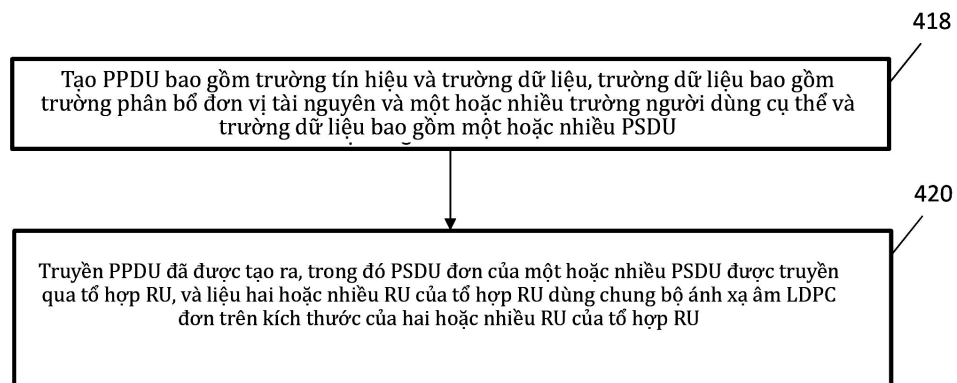 418
Tạo PPDU bao gồm trường tín hiệu và trường dữ liệu, trường dữ liệu bao gồm
trường phân bổ đơn vị tài nguyên và một hoặc nhiều trường người dùng cụ thể và
trường dữ liệu bao gồm một hoặc nhiều PSDU
420
Truyền PPDU đã được tạo ra, trong đó PSDU đơn của một hoặc nhiều PSDU được truyền
qua tổ hợp RU, và liệu hai hoặc nhiều RU của tổ hợp RU dùng chung bộ ánh xạ âm LDPC
đơn trên kích thước của hai hoặc nhiều RU của tổ hợp RU